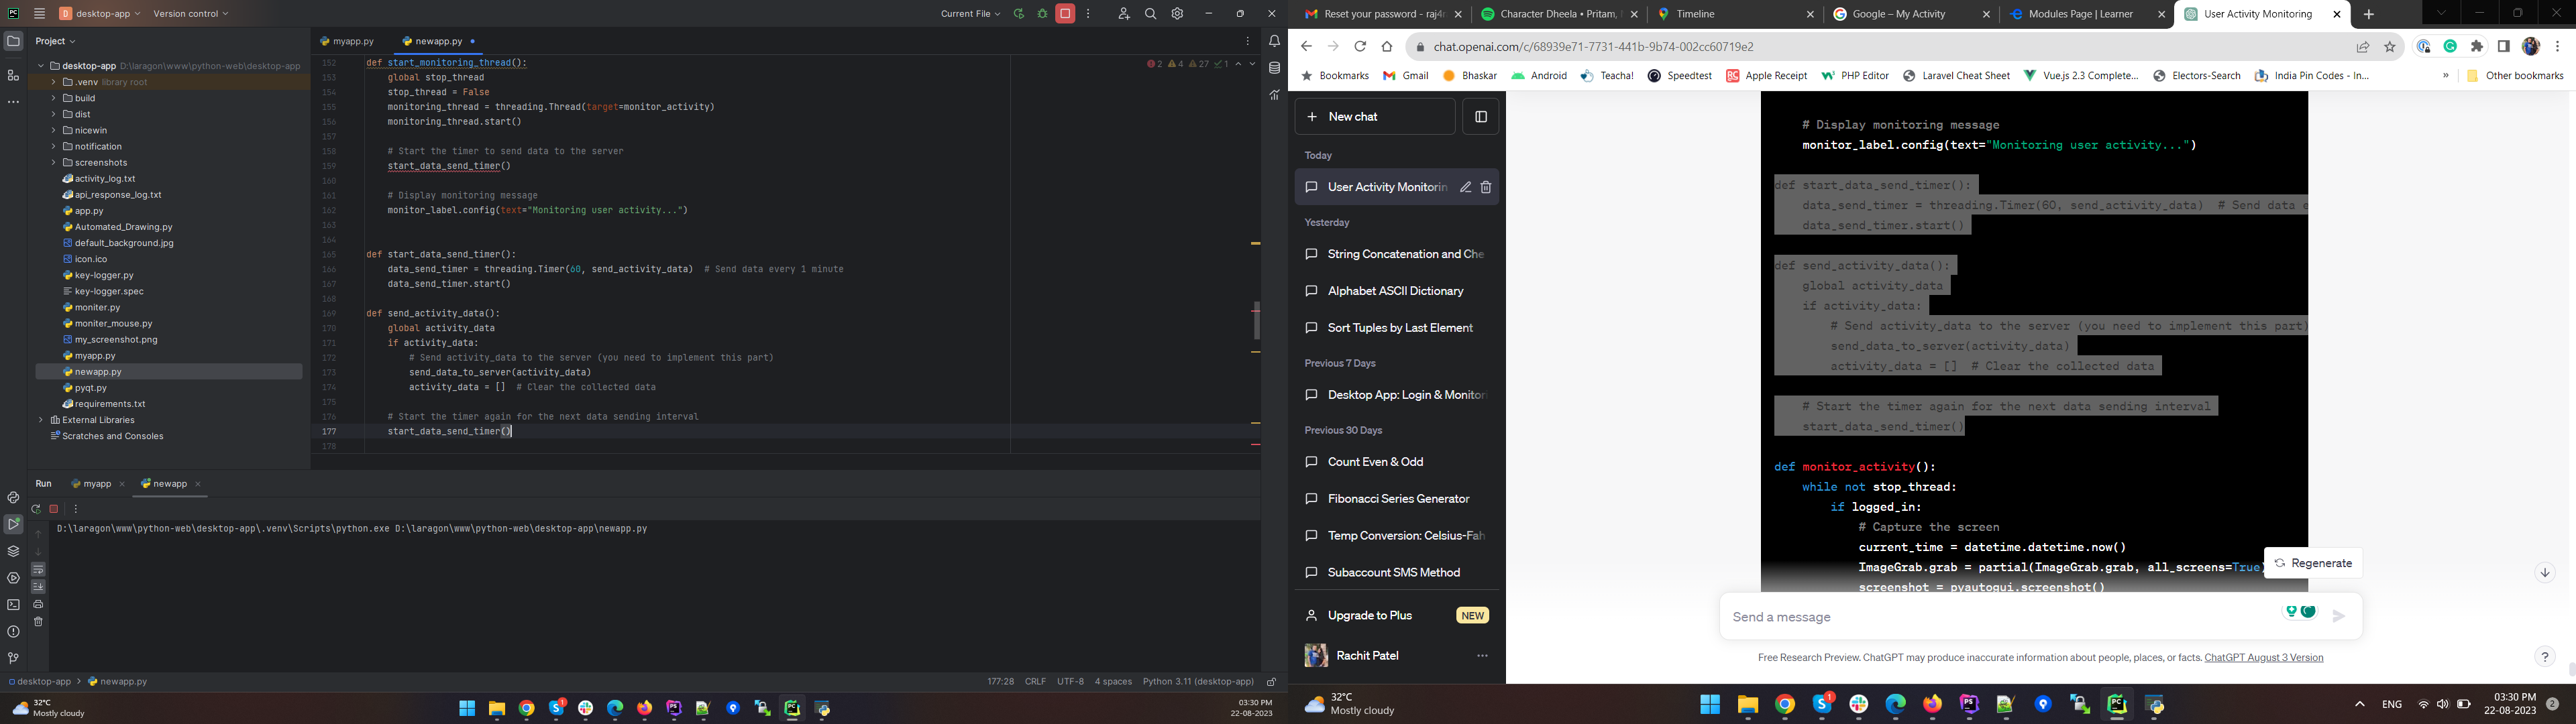 PC
D
desktop-app
Version control
Current File
Project
desktop-app D:\laragon\www\python-web\desktop-app
.venv library root
build
dist
nicewin
notification
screenshots
activity_log.txt
api_response_log.txt
app.py
Automated_Drawing.py
default_background.jpg
icon.ico
key-logger.py
key-logger.spec
moniter.py
moniter_mouse.py
my_screenshot.png
myapp.py
newapp.py
pyqt.py
requirements.txt
External Libraries
Scratches and Consoles
myapp.py
newapp.py
2 4 27 1
152 def start_monitoring_thread():
153 global stop_thread
154 stop_thread = False
155 monitoring_thread = threading.Thread(target=monitor_activity)
156 monitoring_thread.start()
157
158 # Start the timer to send data to the server
159 start_data_send_timer()
160
161 # Display monitoring message
162 monitor_label.config(text="Monitoring user activity...")
163
164
165 def start_data_send_timer():
166 data_send_timer = threading.Timer(60, send_activity_data) # Send data every 1 minute
167 data_send_timer.start()
168
169 def send_activity_data():
170 global activity_data
171 if activity_data:
172 # Send activity_data to the server (you need to implement this part)
173 send_data_to_server(activity_data)
174 activity_data = [] # Clear the collected data
175
176 # Start the timer again for the next data sending interval
177 start_data_send_timer()
178
Run myapp newapp
D:\laragon\www\python-web\desktop-app\.venv\Scripts\python.exe D:\laragon\www\python-web\desktop-app\newapp.py
desktop-app > newapp.py
177:28 CRLF UTF-8 4 spaces Python 3.11 (desktop-app)
32°C
Mostly cloudy
03:30 PM
22-08-2023
Reset your password - raj4r
Character Dheela • Pritam,
Timeline
Google – My Activity
Modules Page | Learner
User Activity Monitoring
chat.openai.com/c/68939e71-7731-441b-9b74-002cc60719e2
Bookmarks
Gmail
Bhaskar
Android
Teacha!
Speedtest
Apple Receipt
PHP Editor
Laravel Cheat Sheet
Vue.js 2.3 Complete...
Electors-Search
India Pin Codes - In...
»
Other bookmarks
New chat
Today
User Activity Monitorin
Yesterday
String Concatenation and Che
Alphabet ASCII Dictionary
Sort Tuples by Last Element
Previous 7 Days
Desktop App: Login & Monitori
Previous 30 Days
Count Even & Odd
Fibonacci Series Generator
Temp Conversion: Celsius-Fah
Subaccount SMS Method
Upgrade to Plus
NEW
Rachit Patel
# Display monitoring message
monitor_label.config(text="Monitoring user activity...")
def start_data_send_timer():
data_send_timer = threading.Timer(60, send_activity_data) # Send data e
data_send_timer.start()
def send_activity_data():
global activity_data
if activity_data:
# Send activity_data to the server (you need to implement this part)
send_data_to_server(activity_data)
activity_data = [] # Clear the collected data
# Start the timer again for the next data sending interval
start_data_send_timer()
def monitor_activity():
while not stop_thread:
if logged_in:
# Capture the screen
current_time = datetime.datetime.now()
ImageGrab.grab = partial(ImageGrab.grab, all_screens=True)
screenshot = pyautogui.screenshot()
Regenerate
Send a message
Free Research Preview. ChatGPT may produce inaccurate information about people, places, or facts. ChatGPT August 3 Version
?
32°C
Mostly cloudy
ENG
03:30 PM
22-08-2023
2